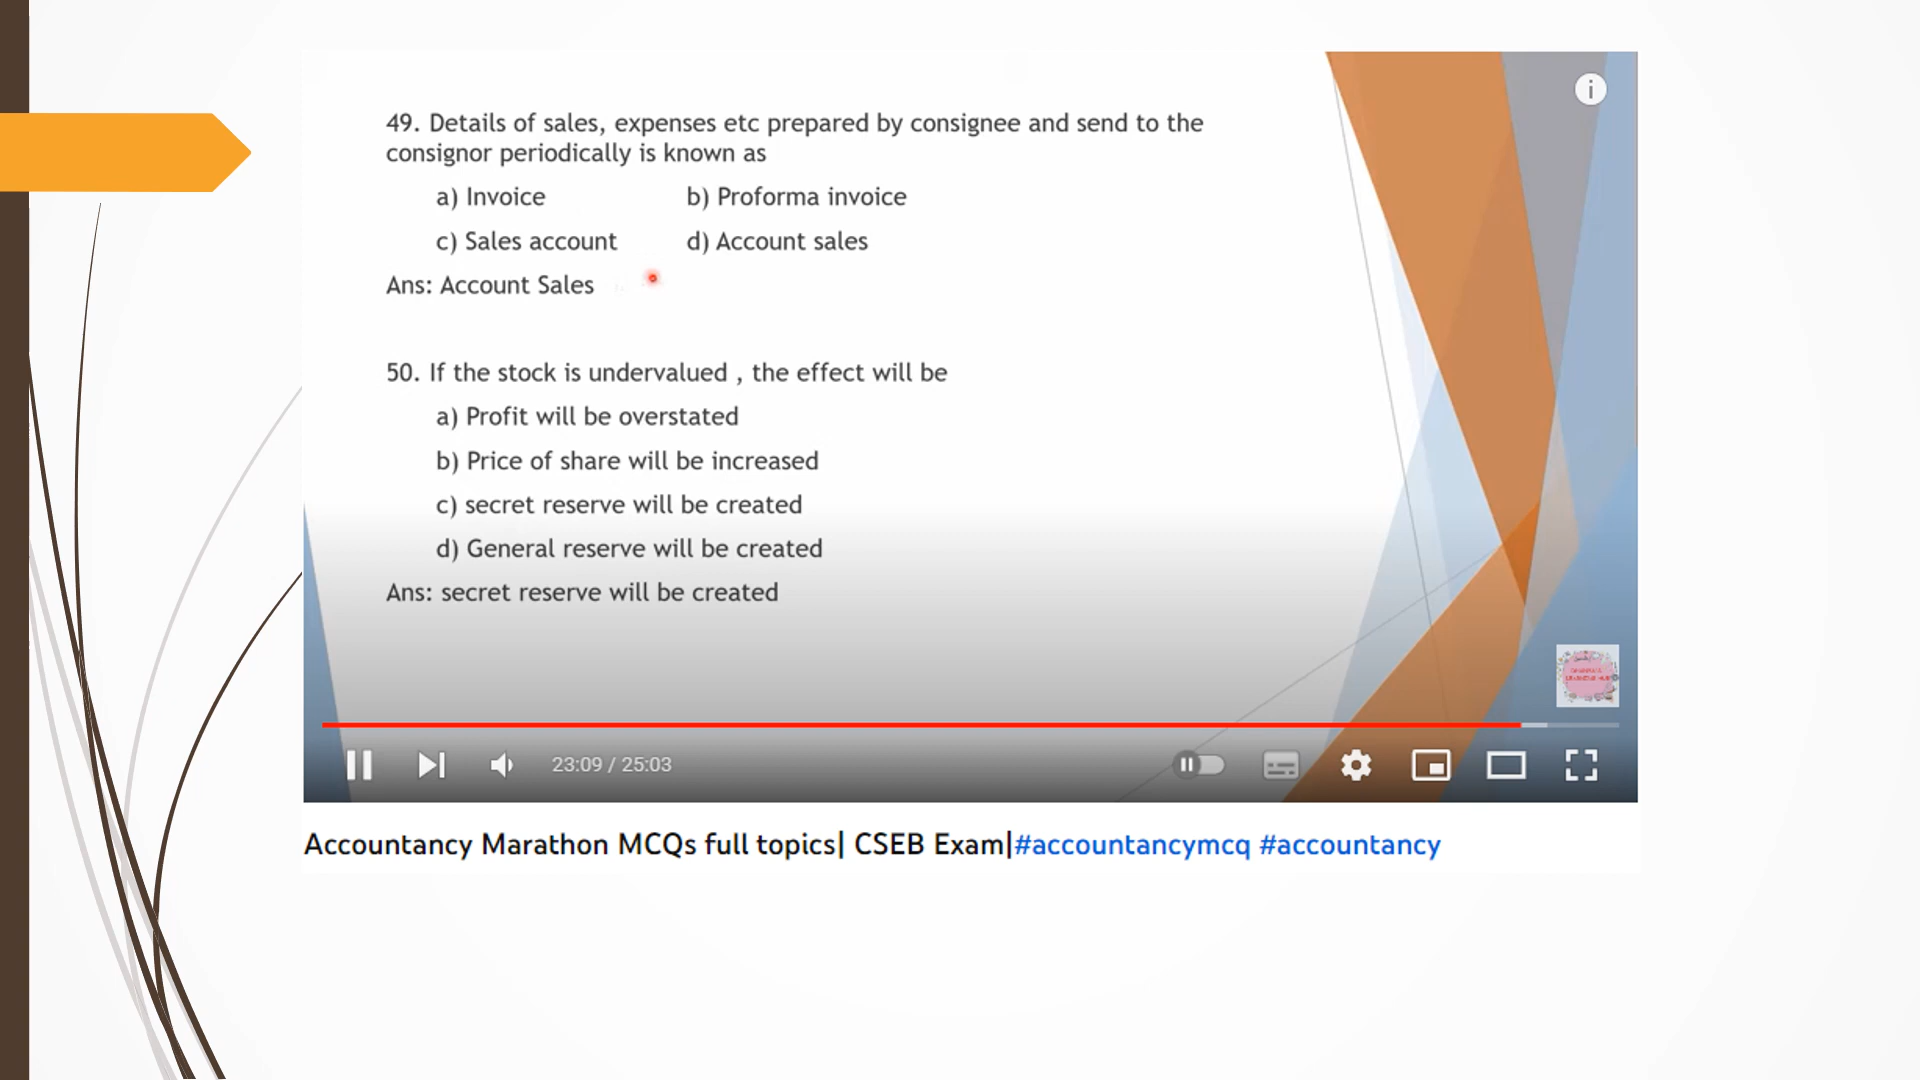 49. Details of sales, expenses etc prepared by consignee and send to the
consignor periodically is known as
a) Invoice b) Proforma invoice
c) Sales account d) Account sales
Ans: Account Sales
50. If the stock is undervalued , the effect will be
a) Profit will be overstated
b) Price of share will be increased
c) secret reserve will be created
d) General reserve will be created
Ans: secret reserve will be created
23:09 / 25:03
Accountancy Marathon MCQs full topics| CSEB Exam|#accountancymcq #accountancy